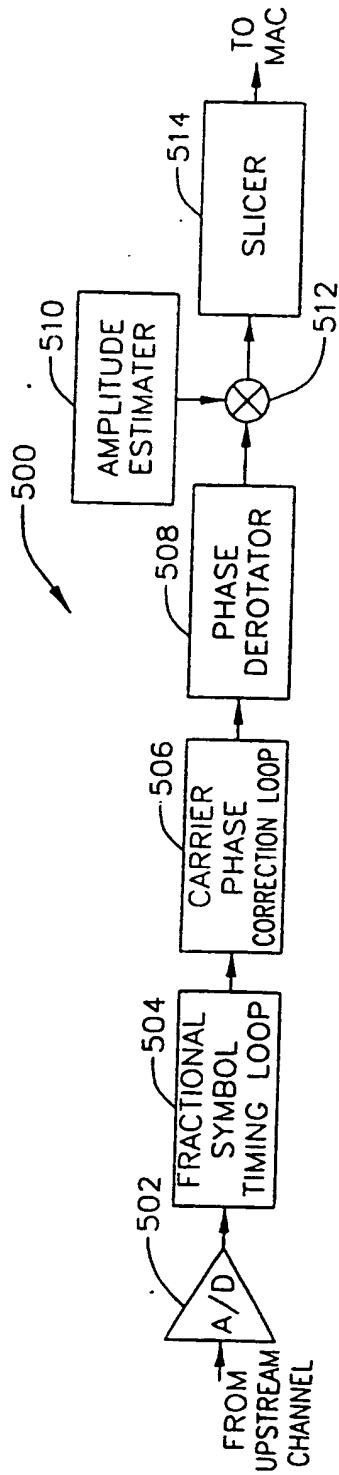 500
FROM
UPSTREAM
CHANNEL
502
A/D
504
FRACTIONAL
SYMBOL
TIMING LOOP
506
CARRIER
PHASE
CORRECTION LOOP
508
PHASE
DEROTATOR
510
AMPLITUDE
ESTIMATER
512
514
SLICER
TO
MAC